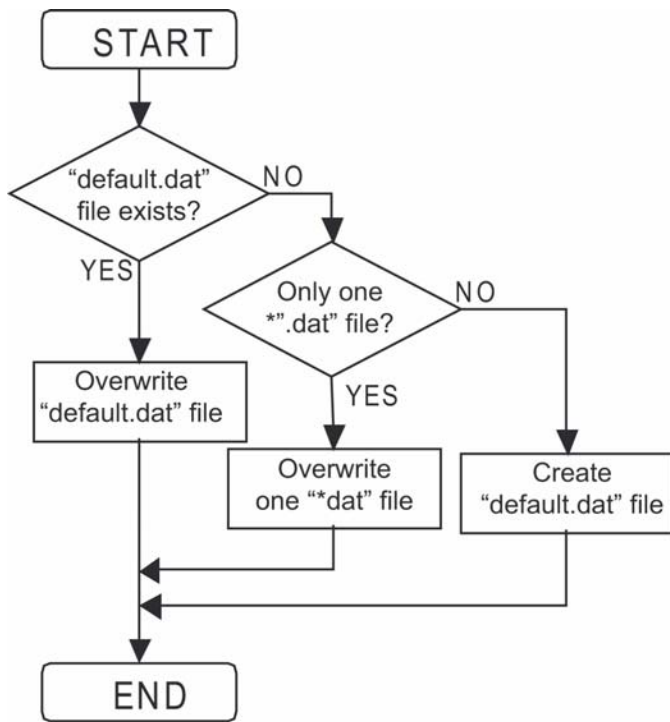 START
“default.dat”
file exists?
NO
YES
Only one
*”.dat” file?
NO
YES
Overwrite
“default.dat” file
Overwrite
one “*dat” file
Create
“default.dat” file
END